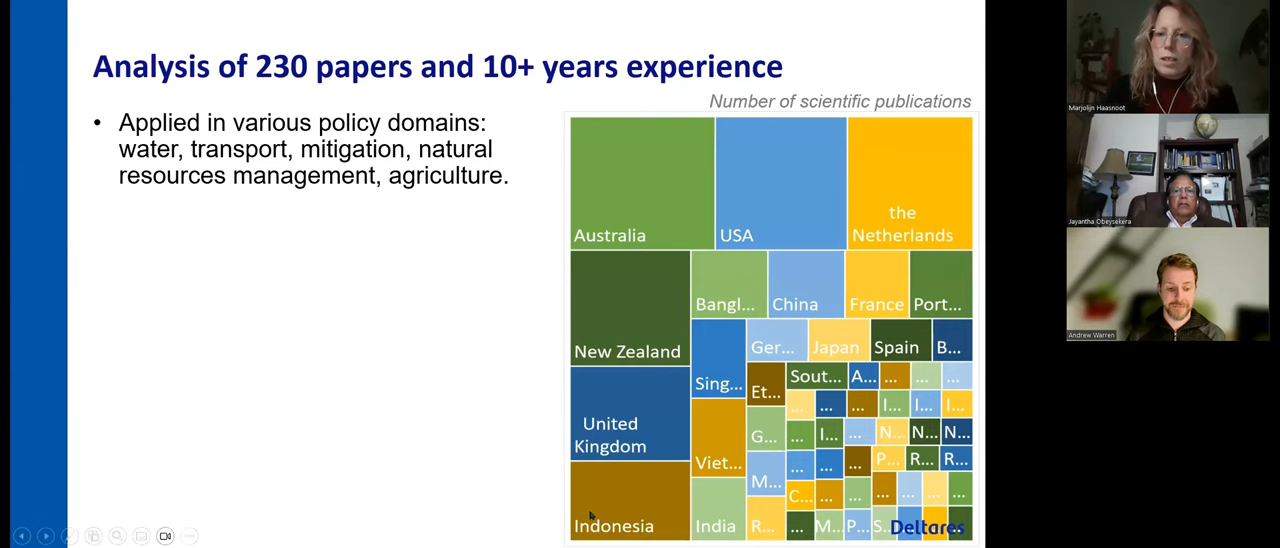 Analysis of 230 papers and 10+ years experience
Number of scientific publications
• Applied in various policy domains:
water, transport, mitigation, natural
resources management, agriculture.
Australia
USA
the
Netherlands
New Zealand
Bangl...
China
France
Port...
United
Kingdom
Sing...
Ger...
Japan
Spain
B...
Et...
Sout...
A...
...
...
...
...
...
...
I...
I...
I...
Viet...
G...
...
I...
...
N...
N...
N...
M...
...
...
...
P...
R...
R...
Indonesia
India
C...
...
...
...
...
...
...
R...
...
M...
P...
S...
Deltares
Marjolijn Haasnoot
Jayantha Obeysekera
Andrew Warren